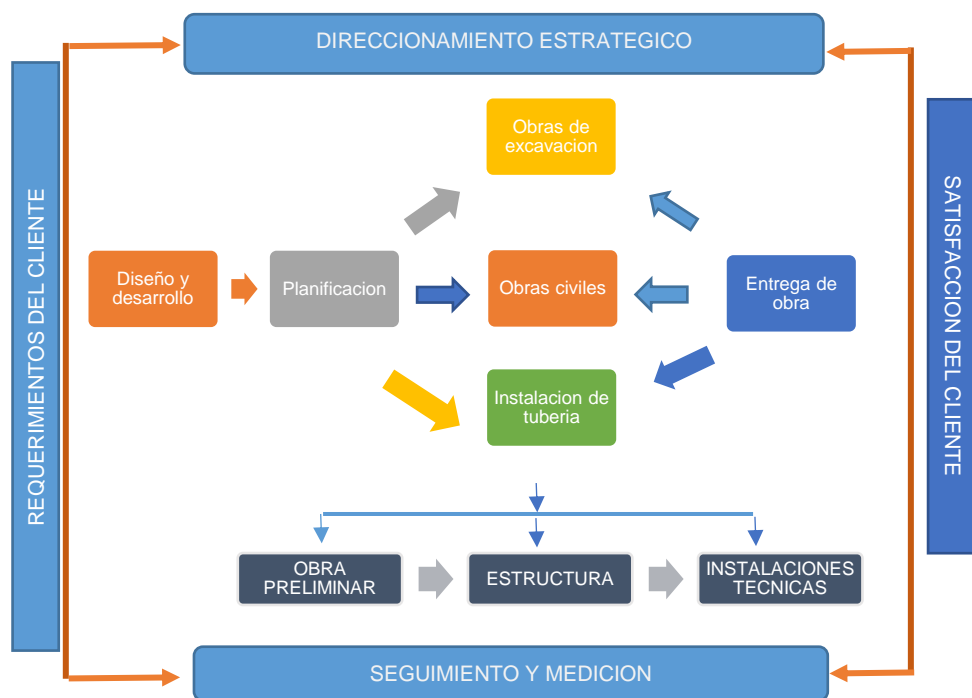 DIRECCIONAMIENTO ESTRATEGICO
REQUERIMIENTOS DEL CLIENTE
SATISFACCION DEL CLIENTE
Obras de
excavacion
Diseño y
desarrollo
Planificacion
Obras civiles
Entrega de
obra
Instalacion de
tuberia
OBRA
PRELIMINAR
ESTRUCTURA
INSTALACIONES
TECNICAS
SEGUIMIENTO Y MEDICION